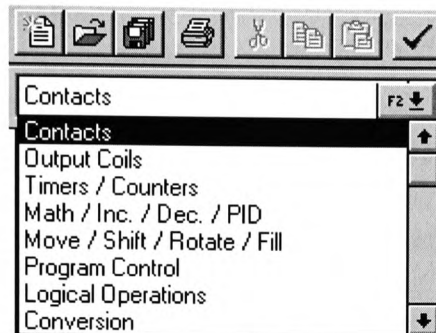 Contacts
F2
Contacts
Output Coils
Timers / Counters
Math / Inc. / Dec. / PID
Move / Shift / Rotate / Fill
Program Control
Logical Operations
Conversion